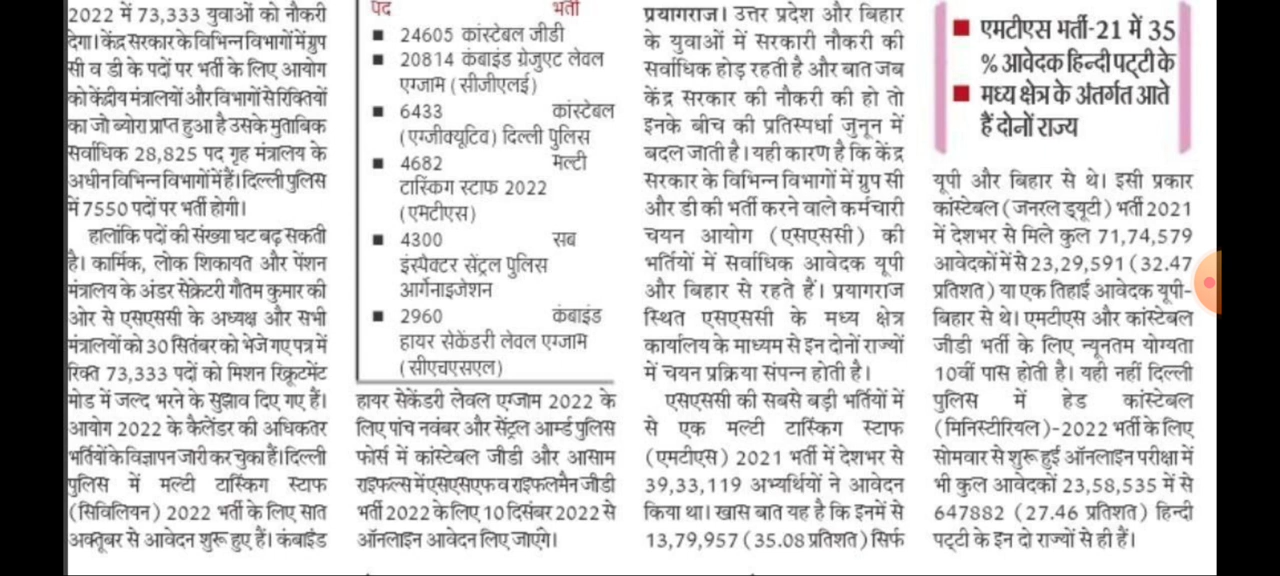 2022 में 73,333 युवाओं को नौकरी
देगा। केंद्र सरकार के विभिन्न विभागों में ग्रुप
सी व डी के पदों पर भर्ती के लिए आयोग
को केंद्रीय मंत्रालयों और विभागों से रिक्तियों
का जो ब्योरा प्राप्त हुआ है उसके मुताबिक
सर्वाधिक 28,825 पद गृह मंत्रालय के
अधीन विभिन्न विभागों में हैं। दिल्ली पुलिस
में 7550 पदों पर भर्ती होगी।
हालांकि पदों की संख्या घट बढ़ सकती
है। कार्मिक, लोक शिकायत और पेंशन
मंत्रालय के अंडर सेक्रेटरी गौतम कुमार की
ओर से एसएससी के अध्यक्ष और सभी
मंत्रालयों को 30 सितंबर को भेजे गए पत्र में
रिक्त 73,333 पदों को मिशन रिक्रूटमेंट
मोड में जल्द भरने के सुझाव दिए गए हैं।
आयोग 2022 के कैलेंडर की अधिकतर
भर्तियों के विज्ञापन जारी कर चुका है। दिल्ली
पुलिस में मल्टी टास्किंग स्टाफ
(सिविलियन) 2022 भर्ती के लिए सात
अक्तूबर से आवेदन शुरू हुए हैं। कंबाइंड
पद भर्ती
■ 24605 कांस्टेबल जीडी
■ 20814 कंबाइंड ग्रेजुएट लेवल
एग्जाम (सीजीएलई)
■ 6433 कांस्टेबल
(एग्जीक्यूटिव) दिल्ली पुलिस
■ 4682 मल्टी
टास्किंग स्टाफ 2022
(एमटीएस)
■ 4300 सब
इंस्पैक्टर सेंट्रल पुलिस
आर्गेनाइजेशन
■ 2960 कंबाइंड
हायर सेकेंडरी लेवल एग्जाम
(सीएचएसएल)
हायर सेकेंडरी लेवल एग्जाम 2022 के
लिए पांच नवंबर और सेंट्रल आर्म्ड पुलिस
फोर्स में कांस्टेबल जीडी और आसाम
राइफल्स में एसएसएफ व राइफलमैन जीडी
भर्ती 2022 के लिए 10 दिसंबर 2022 से
ऑनलाइन आवेदन लिए जाएंगे।
प्रयागराज। उत्तर प्रदेश और बिहार
के युवाओं में सरकारी नौकरी की
सर्वाधिक होड़ रहती है और बात जब
केंद्र सरकार की नौकरी की हो तो
इनके बीच की प्रतिस्पर्धा जुनून में
बदल जाती है। यही कारण है कि केंद्र
सरकार के विभिन्न विभागों में ग्रुप सी
और डी की भर्ती करने वाले कर्मचारी
चयन आयोग (एसएससी) की
भर्तियों में सर्वाधिक आवेदक यूपी
और बिहार से रहते हैं। प्रयागराज
स्थित एसएससी के मध्य क्षेत्र
कार्यालय के माध्यम से इन दोनों राज्यों
में चयन प्रक्रिया संपन्न होती है।
एसएससी की सबसे बड़ी भर्तियों में
से एक मल्टी टास्किंग स्टाफ
(एमटीएस) 2021 भर्ती में देशभर से
39,33,119 अभ्यर्थियों ने आवेदन
किया था। खास बात यह है कि इनमें से
13,79,957 (35.08 प्रतिशत) सिर्फ
■ एमटीएस भर्ती-21 में 35
% आवेदक हिन्दी पट्टी के
■ मध्य क्षेत्र के अंतर्गत आते
हैं दोनों राज्य
यूपी और बिहार से थे। इसी प्रकार
कांस्टेबल (जनरल ड्यूटी) भर्ती 2021
में देशभर से मिले कुल 71,74,579
आवेदकों में से 23,29,591 (32.47
प्रतिशत) या एक तिहाई आवेदक यूपी-
बिहार से थे। एमटीएस और कांस्टेबल
जीडी भर्ती के लिए न्यूनतम योग्यता
10वीं पास होती है। यही नहीं दिल्ली
पुलिस में हेड कांस्टेबल
(मिनिस्टीरियल)-2022 भर्ती के लिए
सोमवार से शुरू हुई ऑनलाइन परीक्षा में
भी कुल आवेदकों 23,58,535 में से
647882 (27.46 प्रतिशत) हिन्दी
पट्टी के इन दो राज्यों से ही हैं।